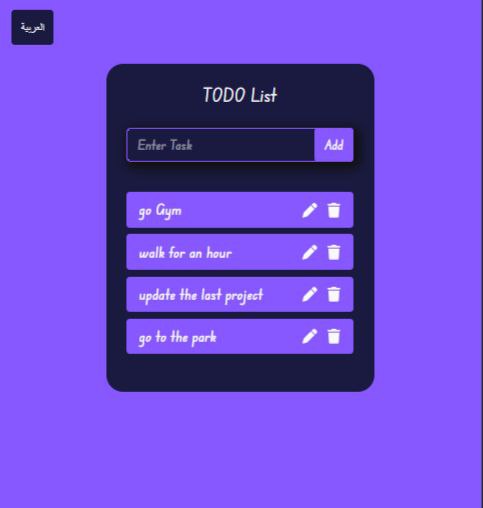 العربية
TODO List
Enter Task
Add
go Gym
walk for an hour
update the last project
go to the park